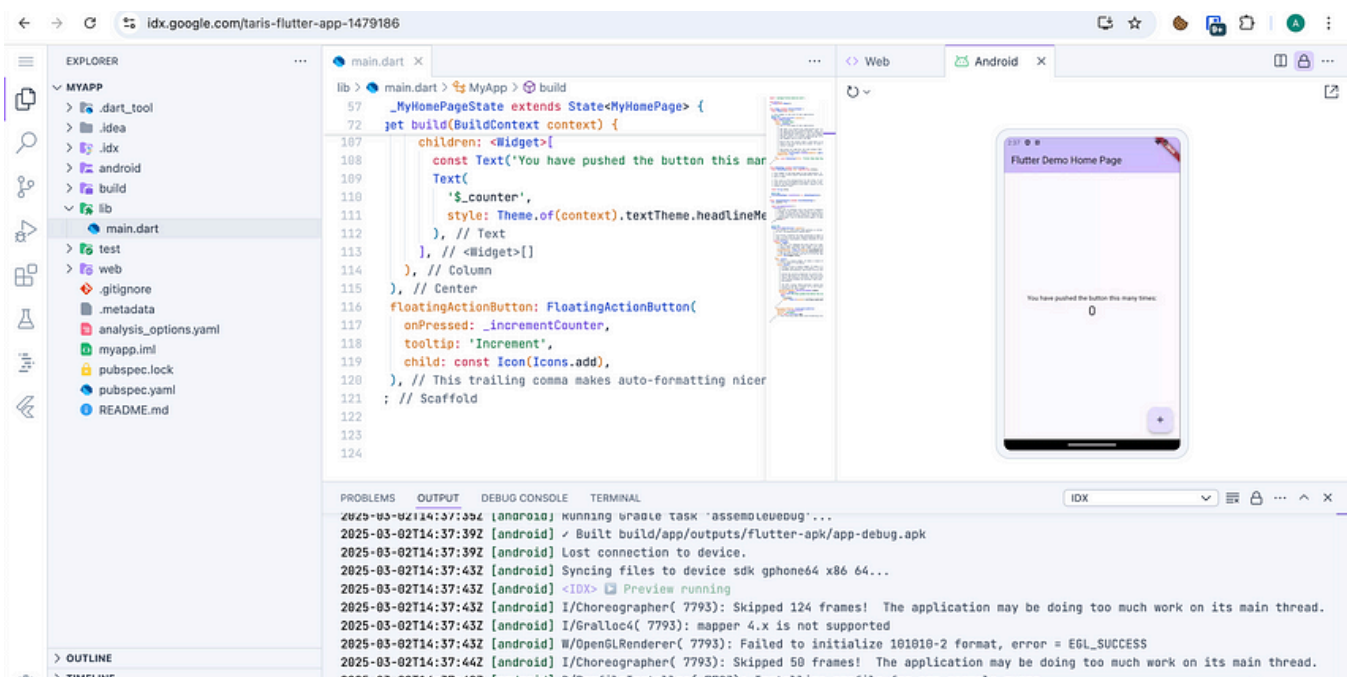 idx.google.com/taris-flutter-app-1479186
A
EXPLORER
MYAPP
.dart_tool
.idea
.idx
android
build
lib
main.dart
test
web
.gitignore
.metadata
analysis_options.yaml
myapp.iml
pubspec.lock
pubspec.yaml
README.md
OUTLINE
TIMELINE
main.dart
lib > main.dart > MyApp > build
57 _MyHomePageState extends State<MyHomePage> {
72 get build(BuildContext context) {
107 children: <Widget>[
108 const Text('You have pushed the button this man
109 Text(
110 '$_counter',
111 style: Theme.of(context).textTheme.headlineMe
112 ), // Text
113 ], // <Widget>[]
114 ), // Column
115 ), // Center
116 floatingActionButton: FloatingActionButton(
117 onPressed: _incrementCounter,
118 tooltip: 'Increment',
119 child: const Icon(Icons.add),
120 ), // This trailing comma makes auto-formatting nicer
121 ; // Scaffold
122
123
124
Web
Android
2:37
Flutter Demo Home Page
You have pushed the button this many times:
0
+
PROBLEMS OUTPUT DEBUG CONSOLE TERMINAL
IDX
2025-03-02T14:37:35Z [android] Running Gradle task 'assembleDebug'...
2025-03-02T14:37:39Z [android] ✓ Built build/app/outputs/flutter-apk/app-debug.apk
2025-03-02T14:37:39Z [android] Lost connection to device.
2025-03-02T14:37:43Z [android] Syncing files to device sdk gphone64 x86 64...
2025-03-02T14:37:43Z [android] <IDX> ▶ Preview running
2025-03-02T14:37:43Z [android] I/Choreographer( 7793): Skipped 124 frames! The application may be doing too much work on its main thread.
2025-03-02T14:37:43Z [android] I/Gralloc4( 7793): mapper 4.x is not supported
2025-03-02T14:37:43Z [android] W/OpenGLRenderer( 7793): Failed to initialize 101010-2 format, error = EGL_SUCCESS
2025-03-02T14:37:44Z [android] I/Choreographer( 7793): Skipped 50 frames! The application may be doing too much work on its main thread.